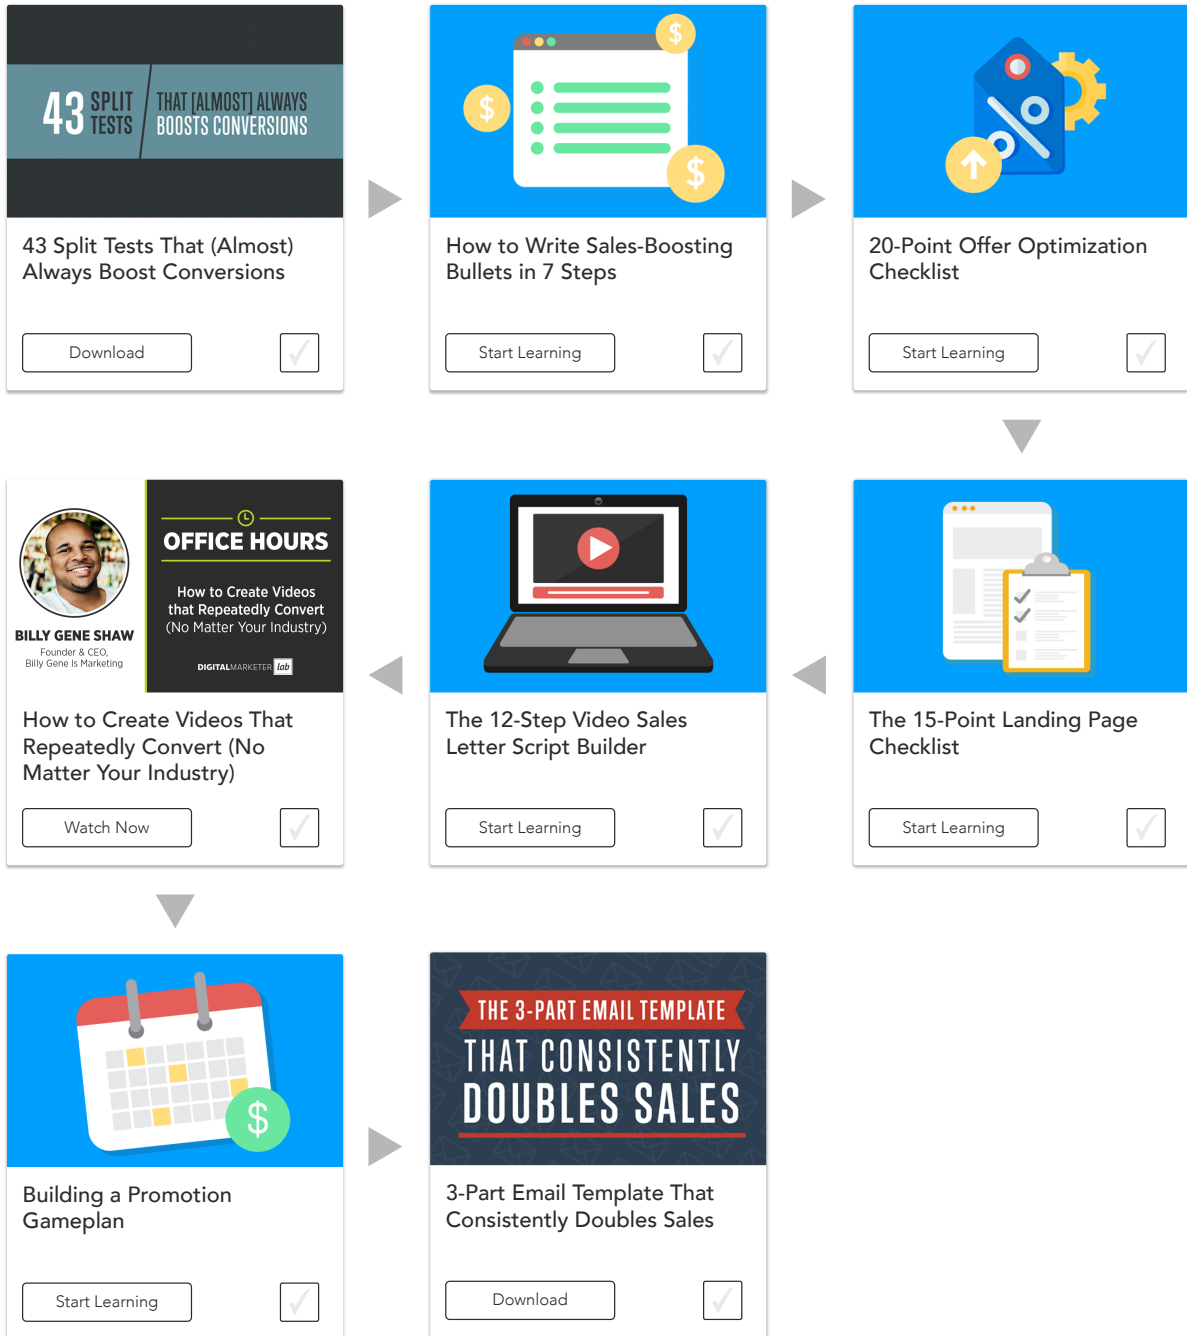 43 SPLIT TESTS
THAT [ALMOST] ALWAYS
BOOSTS CONVERSIONS
43 Split Tests That (Almost)
Always Boost Conversions
Download
$
$
$
How to Write Sales-Boosting
Bullets in 7 Steps
Start Learning
%
20-Point Offer Optimization
Checklist
Start Learning
BILLY GENE SHAW
Founder & CEO,
Billy Gene Is Marketing
OFFICE HOURS
How to Create Videos
that Repeatedly Convert
(No Matter Your Industry)
DIGITALMARKETER lab
How to Create Videos That
Repeatedly Convert (No
Matter Your Industry)
Watch Now
The 12-Step Video Sales
Letter Script Builder
Start Learning
The 15-Point Landing Page
Checklist
Start Learning
$
Building a Promotion
Gameplan
Start Learning
THE 3-PART EMAIL TEMPLATE
THAT CONSISTENTLY
DOUBLES SALES
3-Part Email Template That
Consistently Doubles Sales
Download